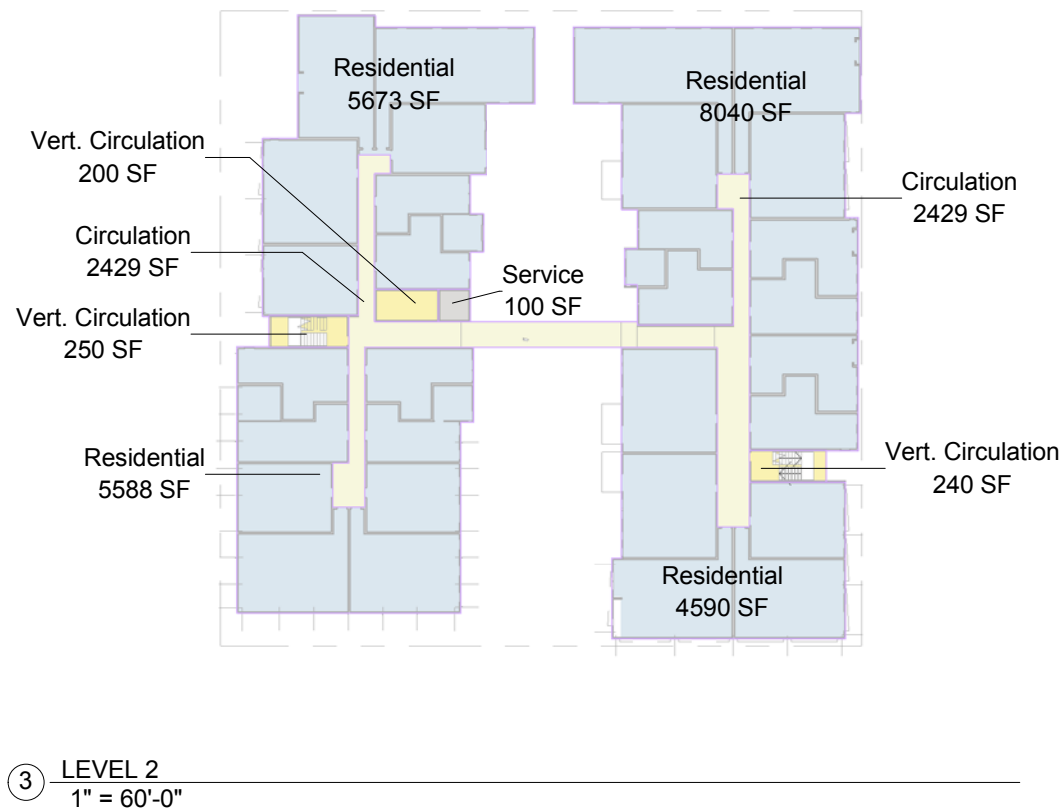 Residential
5673 SF
Residential
8040 SF
Vert. Circulation
200 SF
Circulation
2429 SF
Circulation
2429 SF
Service
100 SF
Vert. Circulation
250 SF
Residential
5588 SF
Vert. Circulation
240 SF
Residential
4590 SF
3
LEVEL 2
1" = 60'-0"